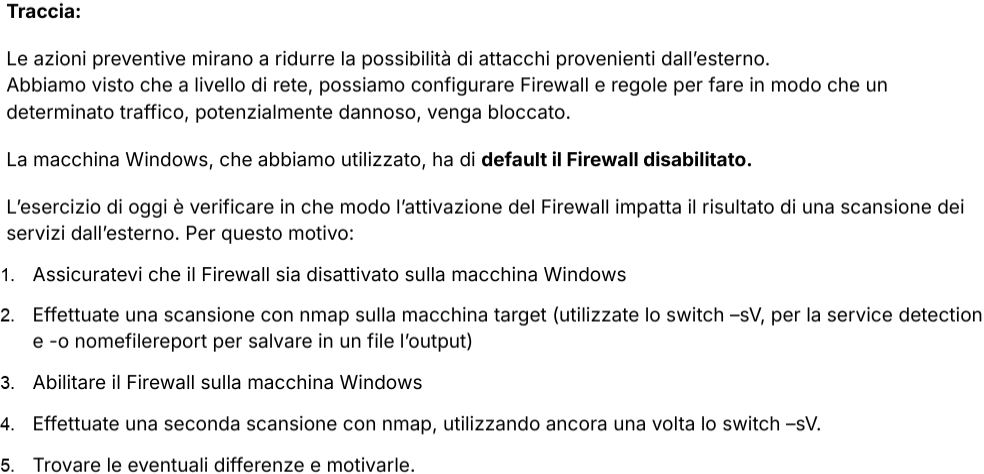 Traccia:
Le azioni preventive mirano a ridurre la possibilità di attacchi provenienti dall’esterno.
Abbiamo visto che a livello di rete, possiamo configurare Firewall e regole per fare in modo che un
determinato traffico, potenzialmente dannoso, venga bloccato.
La macchina Windows, che abbiamo utilizzato, ha di default il Firewall disabilitato.
L’esercizio di oggi è verificare in che modo l’attivazione del Firewall impatta il risultato di una scansione dei
servizi dall’esterno. Per questo motivo:
1. Assicuratevi che il Firewall sia disattivato sulla macchina Windows
2. Effettuate una scansione con nmap sulla macchina target (utilizzate lo switch –sV, per la service detection
e -o nomefilereport per salvare in un file l’output)
3. Abilitare il Firewall sulla macchina Windows
4. Effettuate una seconda scansione con nmap, utilizzando ancora una volta lo switch –sV.
5. Trovare le eventuali differenze e motivarle.